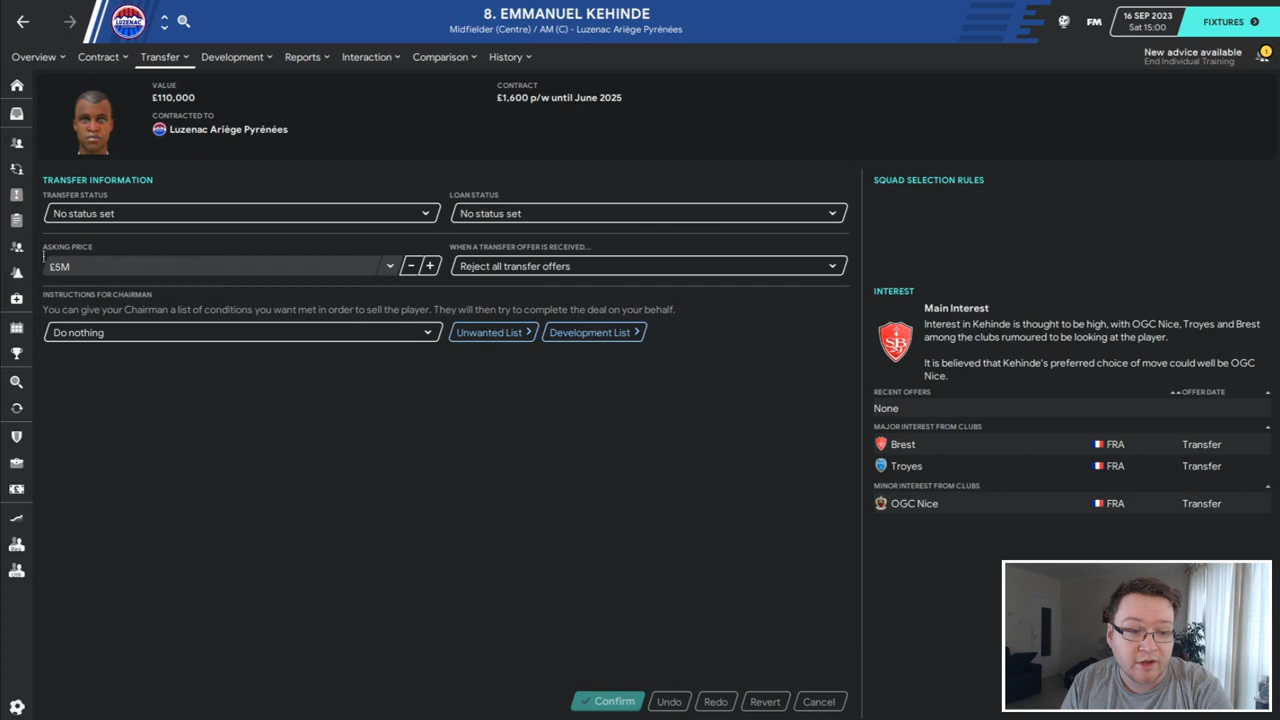 8. EMMANUEL KEHINDE
Midfielder (Centre) / AM (C) - Luzenac Ariège Pyrénées
LUZENAC
FM
16 SEP 2023
Sat 15:00
FIXTURES
Overview
Contract
Transfer
Development
Reports
Interaction
Comparison
History
New advice available
End Individual Training
1
VALUE
£110,000
CONTRACTED TO
Luzenac Ariège Pyrénées
CONTRACT
£1,600 p/w until June 2025
TRANSFER INFORMATION
TRANSFER STATUS
No status set
LOAN STATUS
No status set
ASKING PRICE
£5M
WHEN A TRANSFER OFFER IS RECEIVED...
Reject all transfer offers
INSTRUCTIONS FOR CHAIRMAN
You can give your Chairman a list of conditions you want met in order to sell the player. They will then try to complete the deal on your behalf.
Do nothing
Unwanted List
Development List
SQUAD SELECTION RULES
INTEREST
Main Interest
Interest in Kehinde is thought to be high, with OGC Nice, Troyes and Brest
among the clubs rumoured to be looking at the player.
It is believed that Kehinde's preferred choice of move could well be OGC
Nice.
RECENT OFFERS
OFFER DATE
None
MAJOR INTEREST FROM CLUBS
Brest FRA Transfer
Troyes FRA Transfer
MINOR INTEREST FROM CLUBS
OGC Nice FRA Transfer
Confirm
Undo
Redo
Revert
Cancel